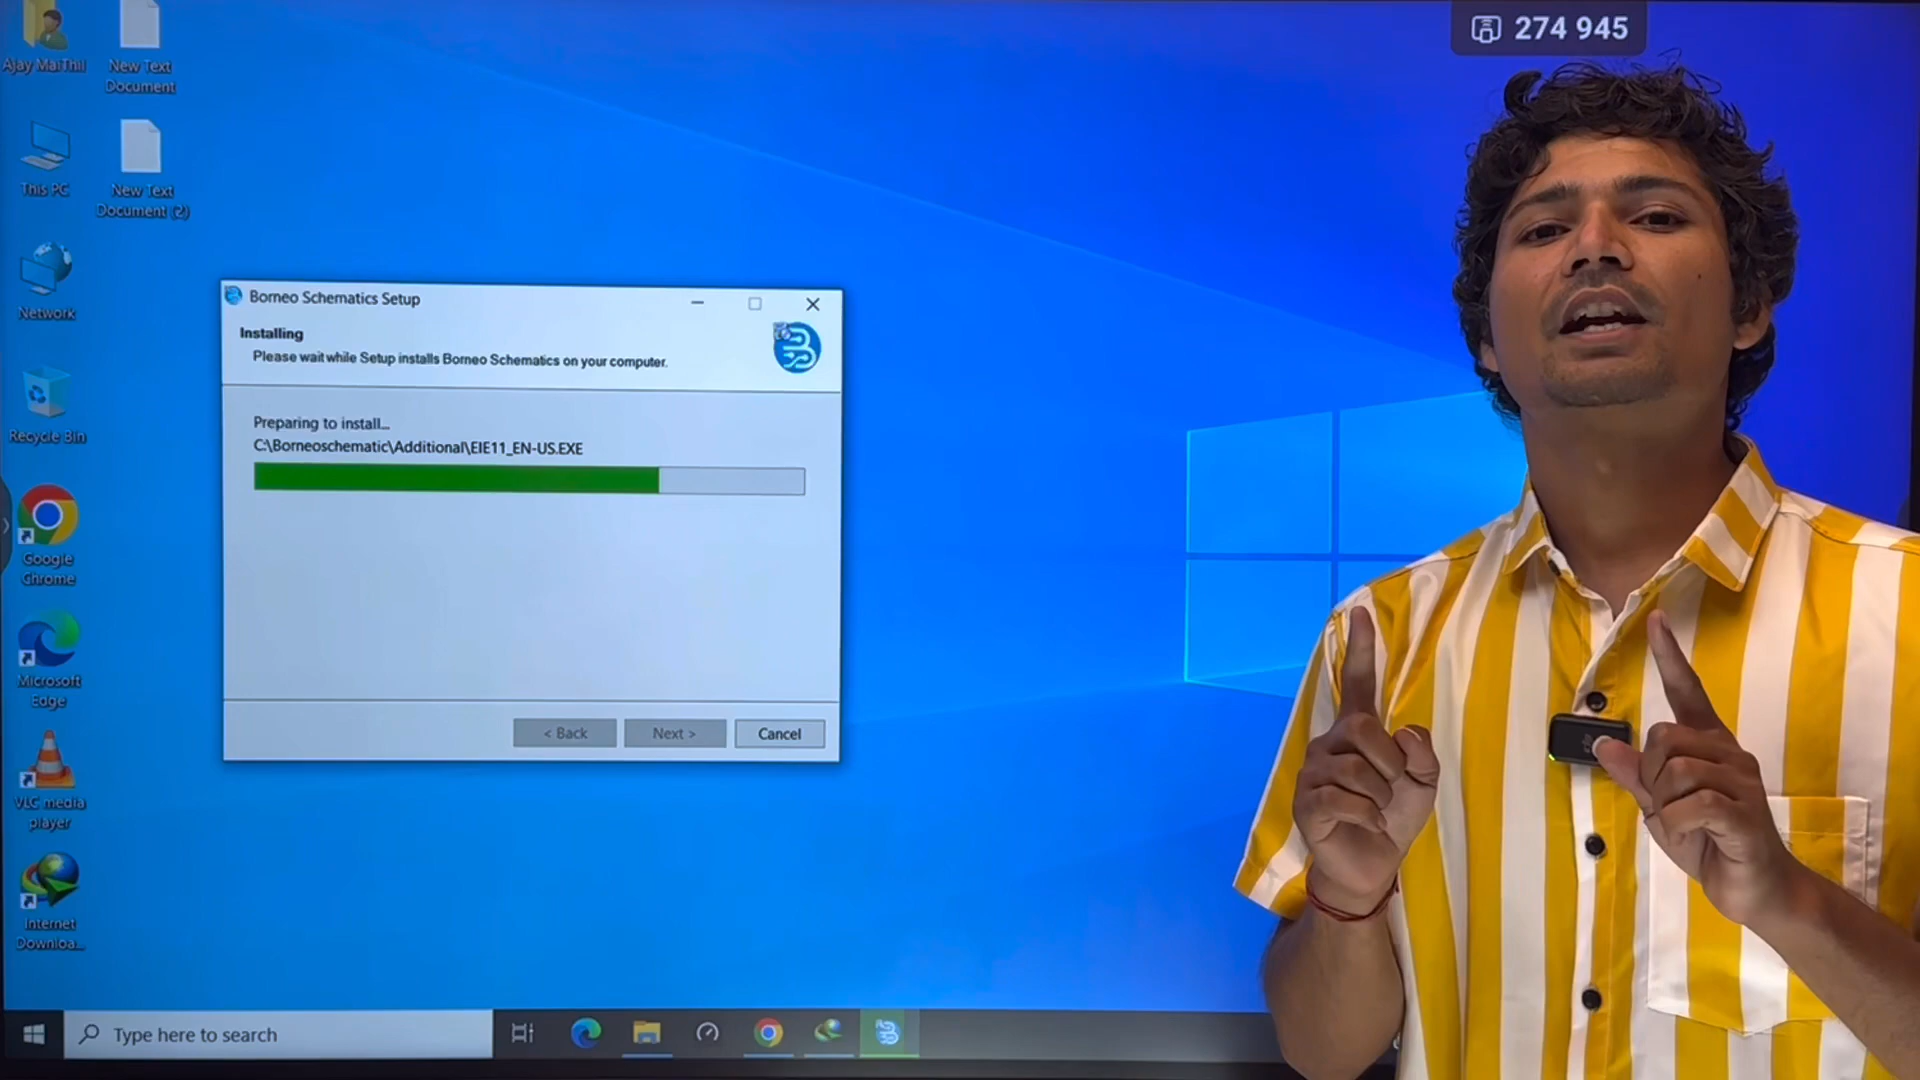 274 945
Ajay MaiThil
New Text
Document
This PC
New Text
Document (2)
Network
Recycle Bin
Google
Chrome
Microsoft
Edge
VLC media
player
Internet
Downloa...
Borneo Schematics Setup
Installing
Please wait while Setup installs Borneo Schematics on your computer.
Preparing to install...
C:\Borneoschematic\Additional\EIE11_EN-US.EXE
< Back
Next >
Cancel
Type here to search